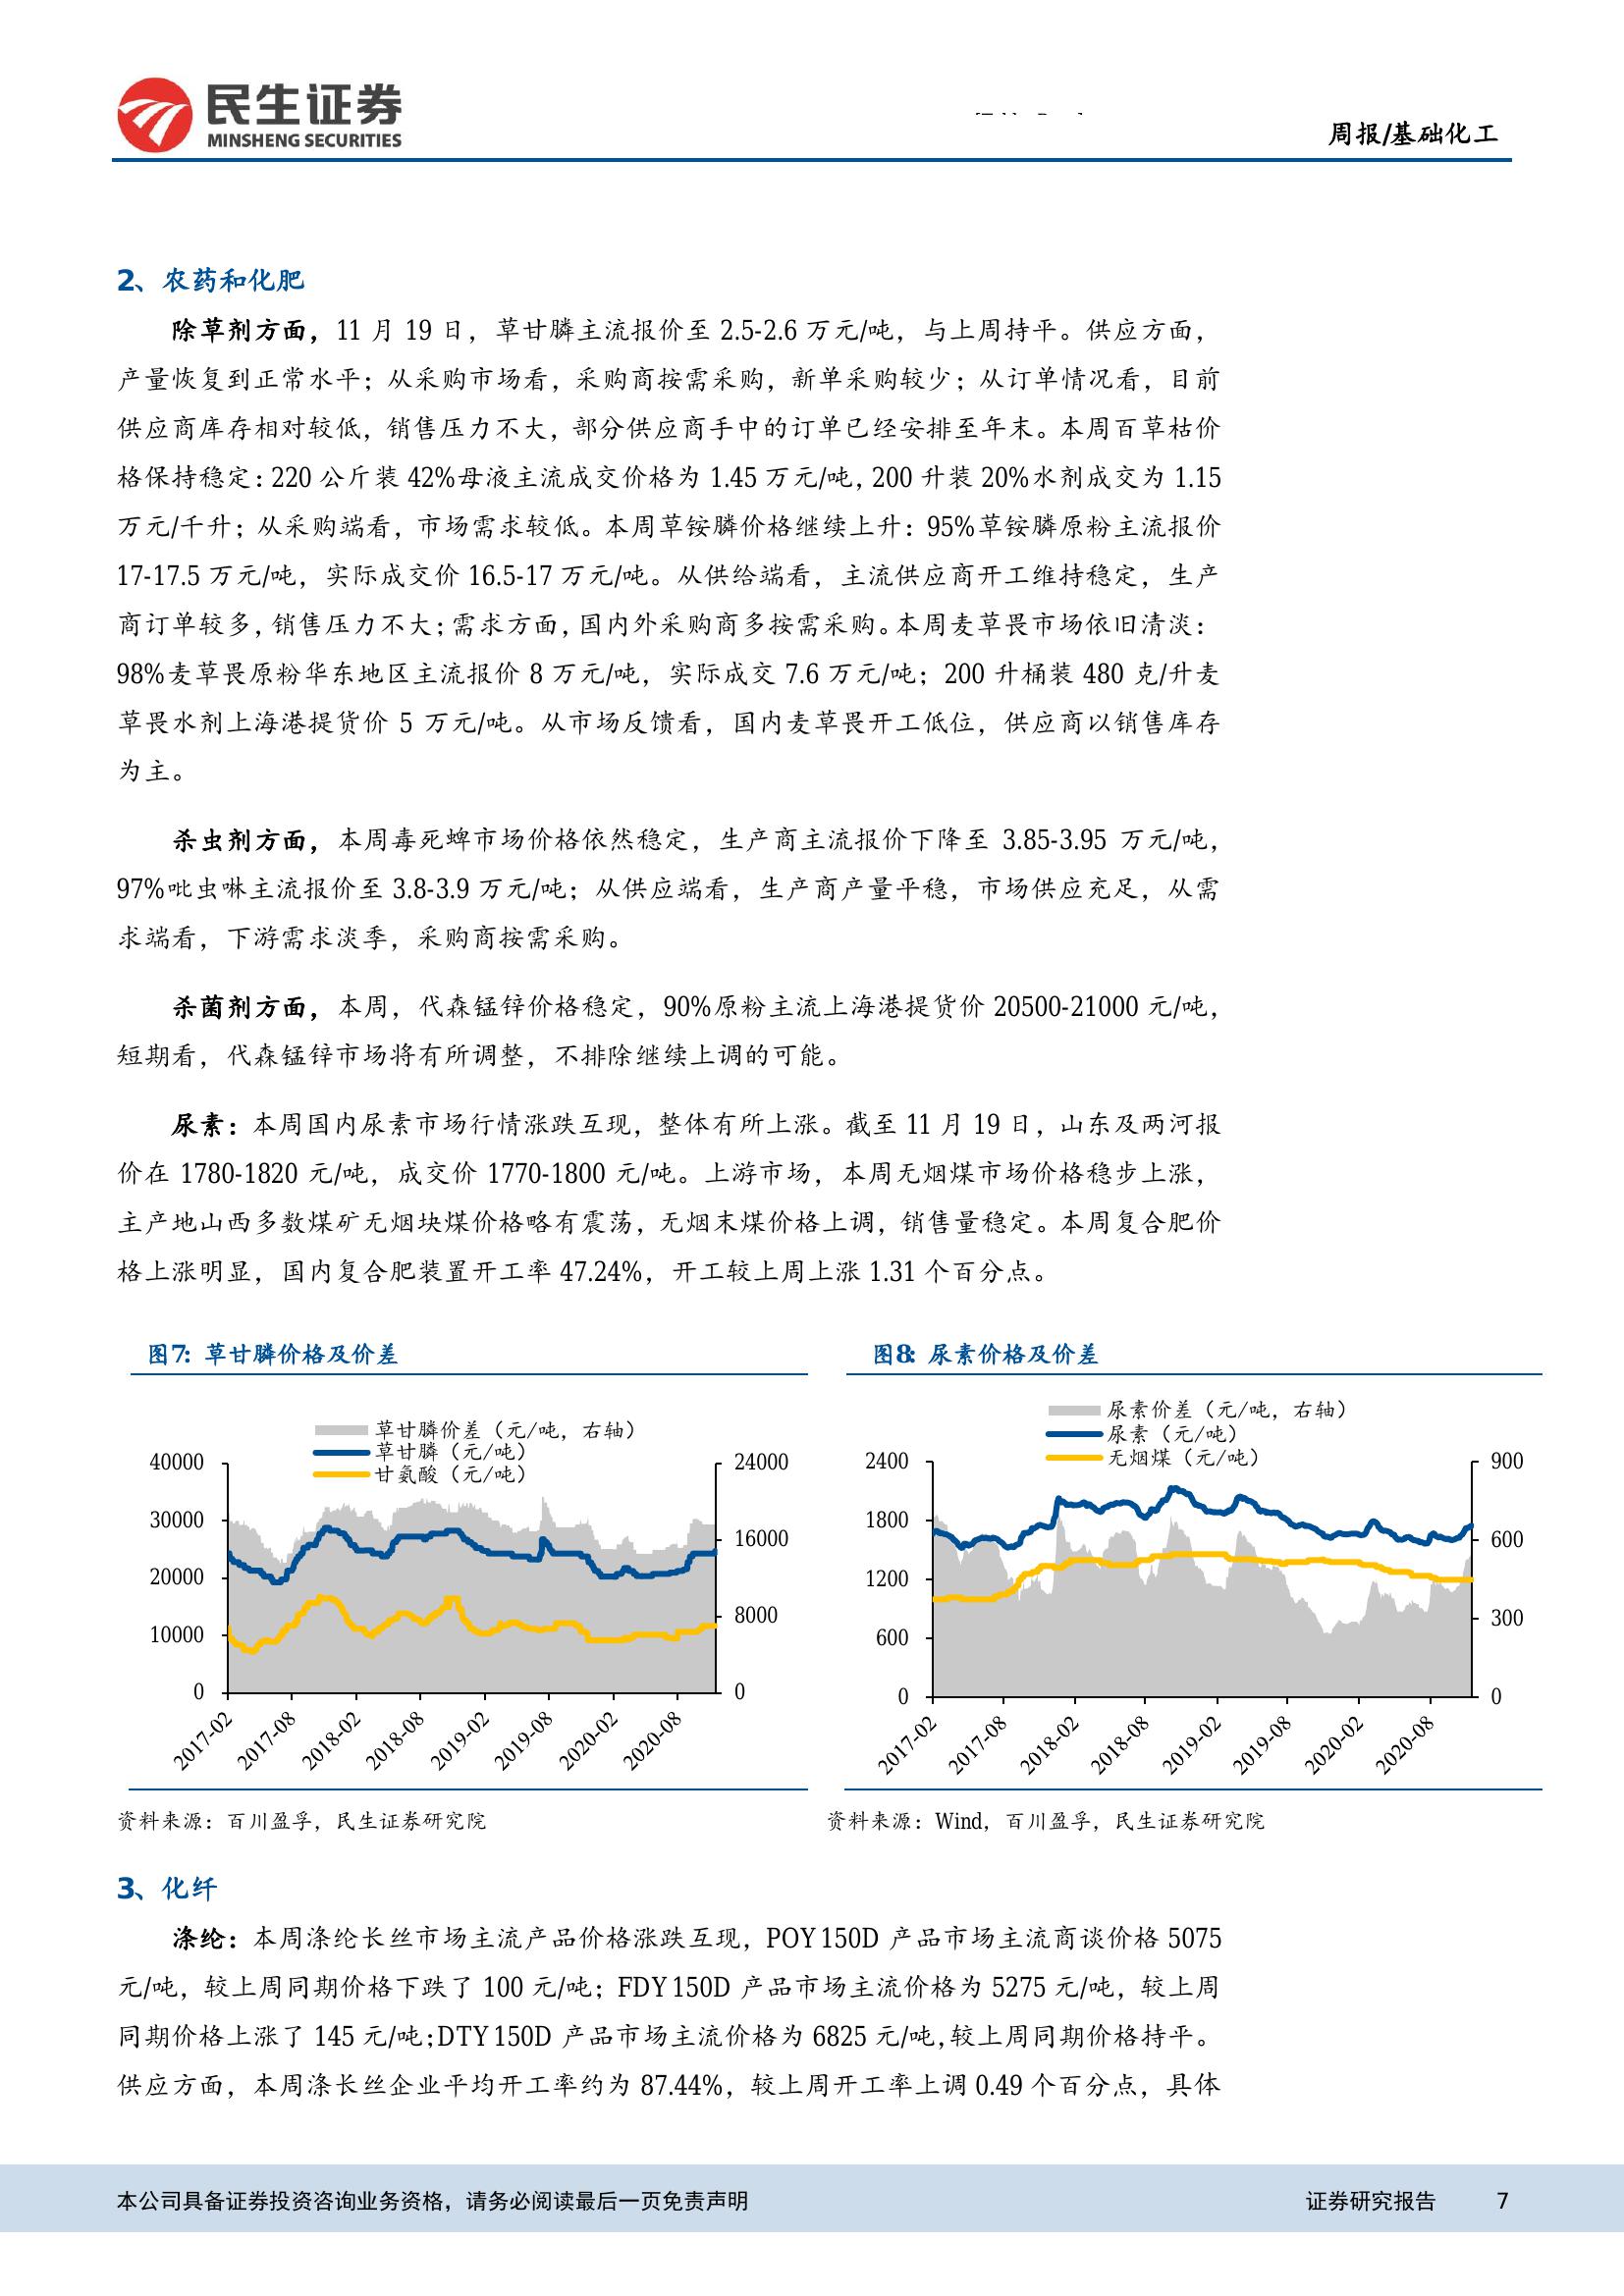 民生证券
MINSHENG SECURITIES
周报/基础化工
2、农药和化肥
除草剂方面，11 月 19 日，草甘膦主流报价至 2.5-2.6 万元/吨，与上周持平。供应方面，
产量恢复到正常水平；从采购市场看，采购商按需采购，新单采购较少；从订单情况看，目前
供应商库存相对较低，销售压力不大，部分供应商手中的订单已经安排至年末。本周百草枯价
格保持稳定：220 公斤装 42%母液主流成交价格为 1.45 万元/吨，200 升装 20%水剂成交为 1.15
万元/千升；从采购端看，市场需求较低。本周草铵膦价格继续上升：95%草铵膦原粉主流报价
17-17.5 万元/吨，实际成交价 16.5-17 万元/吨。从供给端看，主流供应商开工维持稳定，生产
商订单较多，销售压力不大；需求方面，国内外采购商多按需采购。本周麦草畏市场依旧清淡：
98%麦草畏原粉华东地区主流报价 8 万元/吨，实际成交 7.6 万元/吨；200 升桶装 480 克/升麦
草畏水剂上海港提货价 5 万元/吨。从市场反馈看，国内麦草畏开工低位，供应商以销售库存
为主。
杀虫剂方面，本周毒死蜱市场价格依然稳定，生产商主流报价下降至 3.85-3.95 万元/吨，
97%吡虫啉主流报价至 3.8-3.9 万元/吨；从供应端看，生产商产量平稳，市场供应充足，从需
求端看，下游需求淡季，采购商按需采购。
杀菌剂方面，本周，代森锰锌价格稳定，90%原粉主流上海港提货价 20500-21000 元/吨，
短期看，代森锰锌市场将有所调整，不排除继续上调的可能。
尿素：本周国内尿素市场行情涨跌互现，整体有所上涨。截至 11 月 19 日，山东及两河报
价在 1780-1820 元/吨，成交价 1770-1800 元/吨。上游市场，本周无烟煤市场价格稳步上涨，
主产地山西多数煤矿无烟块煤价格略有震荡，无烟末煤价格上调，销售量稳定。本周复合肥价
格上涨明显，国内复合肥装置开工率 47.24%，开工较上周上涨 1.31 个百分点。
图7：草甘膦价格及价差
草甘膦价差（元/吨，右轴）
草甘膦（元/吨）
甘氨酸（元/吨）
40000
30000
20000
10000
0
24000
16000
8000
0
2017-02
2017-08
2018-02
2018-08
2019-02
2019-08
2020-02
2020-08
资料来源：百川盈孚，民生证券研究院
图8：尿素价格及价差
尿素价差（元/吨，右轴）
尿素（元/吨）
无烟煤（元/吨）
2400
1800
1200
600
0
900
600
300
0
2017-02
2017-08
2018-02
2018-08
2019-02
2019-08
2020-02
2020-08
资料来源：Wind，百川盈孚，民生证券研究院
3、化纤
涤纶：本周涤纶长丝市场主流产品价格涨跌互现，POY 150D 产品市场主流商谈价格 5075
元/吨，较上周同期价格下跌了 100 元/吨；FDY 150D 产品市场主流价格为 5275 元/吨，较上周
同期价格上涨了 145 元/吨；DTY 150D 产品市场主流价格为 6825 元/吨，较上周同期价格持平。
供应方面，本周涤长丝企业平均开工率约为 87.44%，较上周开工率上调 0.49 个百分点，具体
本公司具备证券投资咨询业务资格，请务必阅读最后一页免责声明
证券研究报告
7